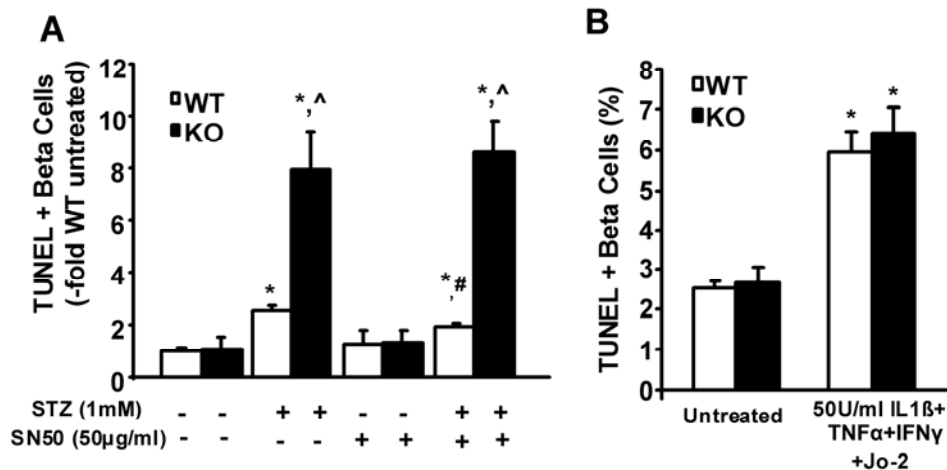 A
TUNEL + Beta Cells
(-fold WT untreated)
12
10
8
6
4
2
0
WT
KO
*
*,^
*,#
*,^
STZ (1mM) - - + + - - + +
SN50 (50µg/ml) - - - - + + + +
B
TUNEL + Beta Cells (%)
8
7
6
5
4
3
2
1
0
WT
KO
*
*
Untreated
50U/ml IL1ß+
TNFα+IFNγ
+Jo-2